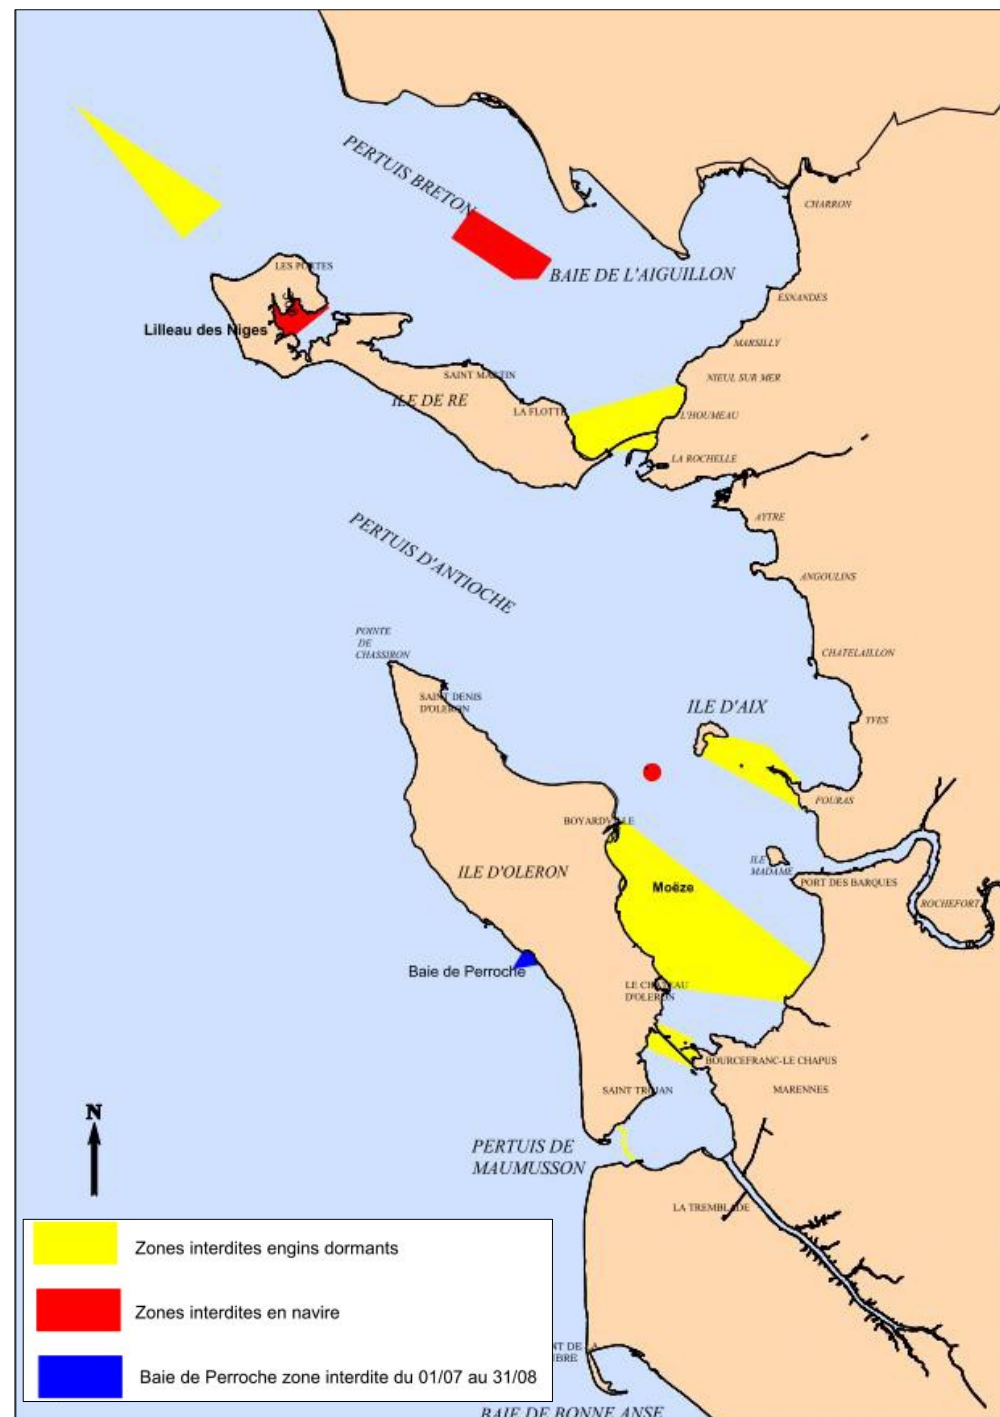 PERTUIS BRETON
CHARRON
LES PORTES
BAIE DE L'AIGUILLON
ESNANDES
Lilleau des Niges
MARSILLY
SAINT MARTIN
NIEUL SUR MER
ILE DE RE
LA FLOTTE
L'HOUMEAU
LA ROCHELLE
PERTUIS D'ANTIOCHE
AYTRE
ANGOULINS
POINTE
DE
CHASSIRON
CHATELAILLON
SAINT DENIS
D'OLERON
ILE D'AIX
YVES
FOURAS
BOYARDVILLE
ILE
MADAME
ILE D'OLERON
Moëze
PORT DES BARQUES
ROCHEFORT
Baie de Perroche
LE CHATEAU
D'OLERON
BOURCEFRANC-LE CHAPUS
SAINT TROJAN
MARENNES
N
PERTUIS DE
MAUMUSSON
LA TREMBLADE
Zones interdites engins dormants
Zones interdites en navire
NT DE LA
UBRE
Baie de Perroche zone interdite du 01/07 au 31/08
BAIE DE BONNE ANSE